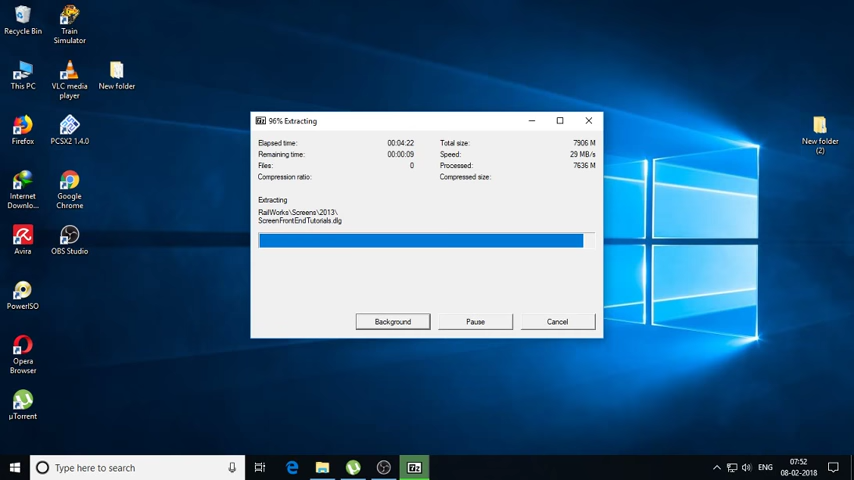 Recycle Bin
Train
Simulator
This PC
VLC media
player
New folder
Firefox
PCSX2 1.4.0
Internet
Downlo...
Google
Chrome
Avira
OBS Studio
PowerISO
Opera
Browser
µTorrent
New folder
(2)
7z 96% Extracting
Elapsed time: 00:04:22 Total size: 7906 M
Remaining time: 00:00:09 Speed: 29 MB/s
Files: 0 Processed: 7636 M
Compression ratio: Compressed size:
Extracting
RailWorks\Screens\2013\
ScreenFrontEndTutorials.dlg
Background Pause Cancel
Type here to search
7z
ENG
07:52
08-02-2018